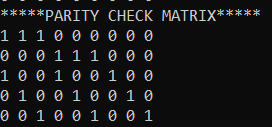 *****PARITY CHECK MATRIX*****
1 1 1 0 0 0 0 0 0
0 0 0 1 1 1 0 0 0
1 0 0 1 0 0 1 0 0
0 1 0 0 1 0 0 1 0
0 0 1 0 0 1 0 0 1